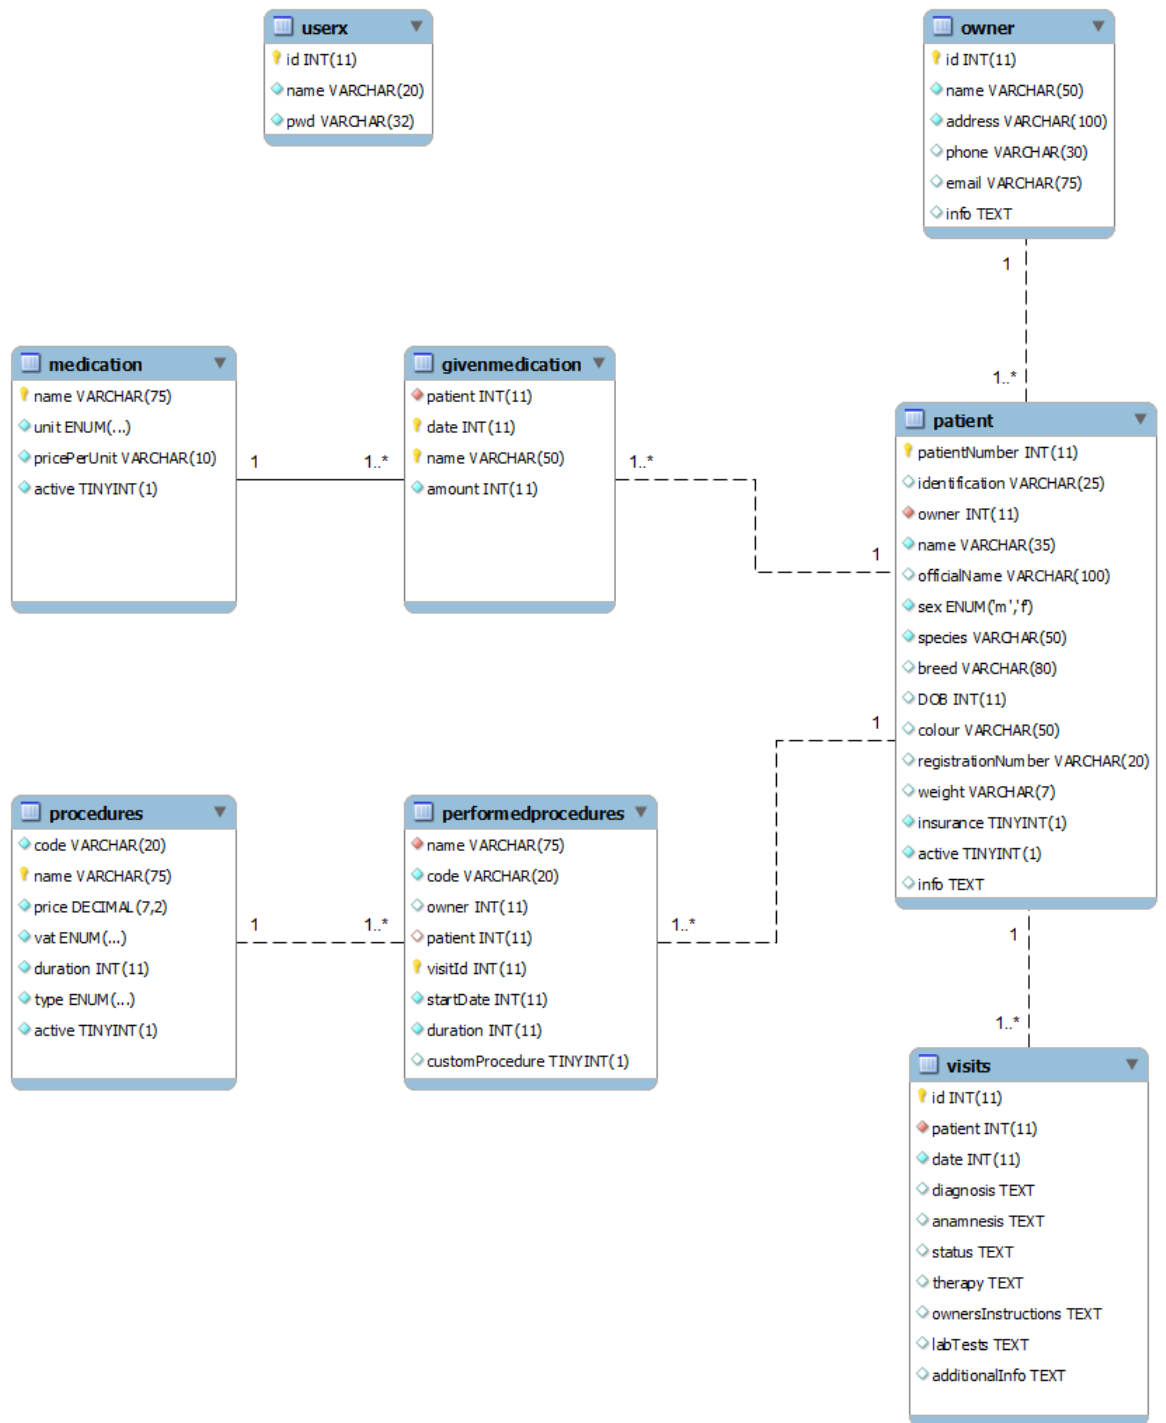 userx
id INT(11)
name VARCHAR(20)
pwd VARCHAR(32)
owner
id INT(11)
name VARCHAR(50)
address VARCHAR(100)
phone VARCHAR(30)
email VARCHAR(75)
info TEXT
1
1..*
medication
name VARCHAR(75)
unit ENUM(...)
pricePerUnit VARCHAR(10)
active TINYINT(1)
1
1..*
givenmedication
patient INT(11)
date INT(11)
name VARCHAR(50)
amount INT(11)
1..*
1
patient
patientNumber INT(11)
identification VARCHAR(25)
owner INT(11)
name VARCHAR(35)
officialName VARCHAR(100)
sex ENUM('m','f')
species VARCHAR(50)
breed VARCHAR(80)
DOB INT(11)
colour VARCHAR(50)
registrationNumber VARCHAR(20)
weight VARCHAR(7)
insurance TINYINT(1)
active TINYINT(1)
info TEXT
procedures
code VARCHAR(20)
name VARCHAR(75)
price DECIMAL(7,2)
vat ENUM(...)
duration INT(11)
type ENUM(...)
active TINYINT(1)
1
1..*
performedprocedures
name VARCHAR(75)
code VARCHAR(20)
owner INT(11)
patient INT(11)
visitId INT(11)
startDate INT(11)
duration INT(11)
customProcedure TINYINT(1)
1..*
1
1
1..*
visits
id INT(11)
patient INT(11)
date INT(11)
diagnosis TEXT
anamnesis TEXT
status TEXT
therapy TEXT
ownersInstructions TEXT
labTests TEXT
additionalInfo TEXT